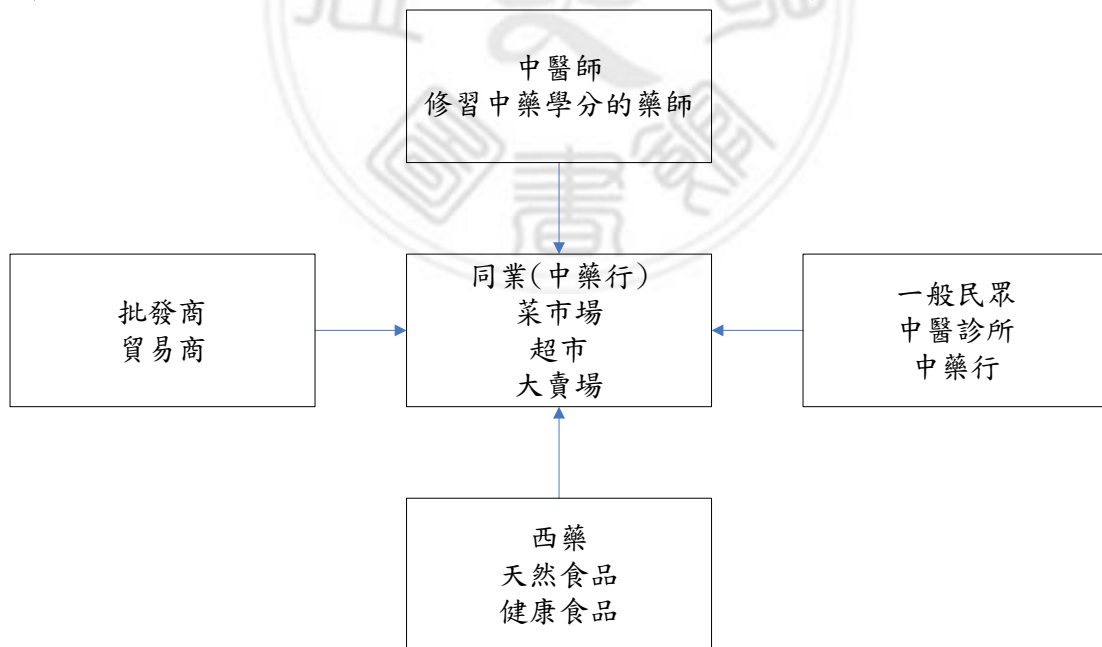 中醫師
修習中藥學分的藥師
批發商
貿易商
同業(中藥行)
菜市場
超市
大賣場
一般民眾
中醫診所
中藥行
西藥
天然食品
健康食品
圖書